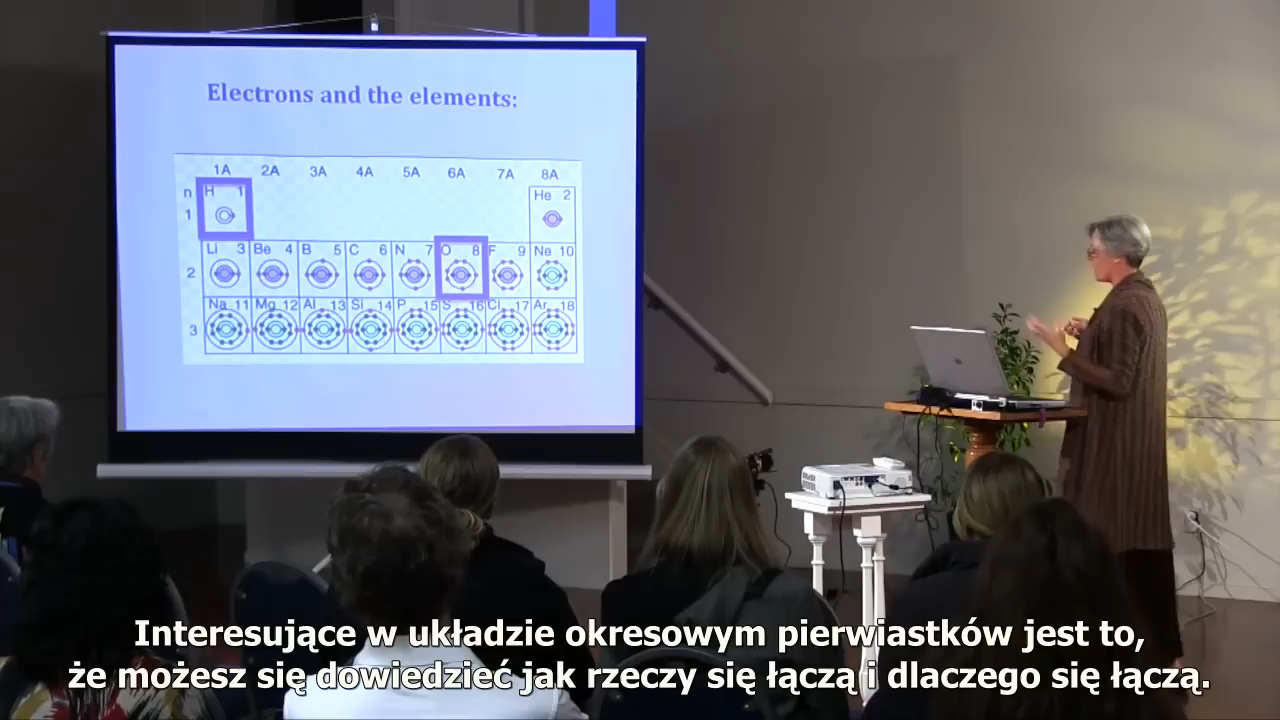 Electrons and the elements:
1A 2A 3A 4A 5A 6A 7A 8A
n H 1 He 2
1
Li 3 Be 4 B 5 C 6 N 7 O 8 F 9 Ne 10
2
Na 11 Mg 12 Al 13 Si 14 P 15 S 16 Cl 17 Ar 18
3
Interesujące w układzie okresowym pierwiastków jest to,
że możesz się dowiedzieć jak rzeczy się łączą i dlaczego się łączą.